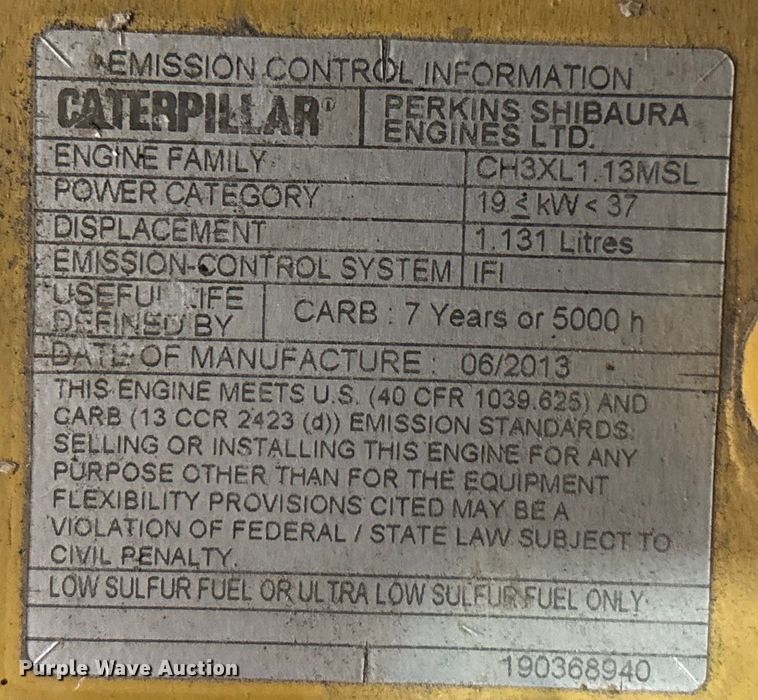 EMISSION CONTROL INFORMATION
CATERPILLAR® PERKINS SHIBAURA
ENGINES LTD.
ENGINE FAMILY CH3XL1.13MSL
POWER CATEGORY 19 ≤ kW < 37
DISPLACEMENT 1.131 Litres
EMISSION-CONTROL SYSTEM IFI
USEFUL LIFE
DEFINED BY CARB : 7 Years or 5000 h
DATE OF MANUFACTURE : 06/2013
THIS ENGINE MEETS U.S. (40 CFR 1039.625) AND
CARB (13 CCR 2423 (d)) EMISSION STANDARDS.
SELLING OR INSTALLING THIS ENGINE FOR ANY
PURPOSE OTHER THAN FOR THE EQUIPMENT
FLEXIBILITY PROVISIONS CITED MAY BE A
VIOLATION OF FEDERAL / STATE LAW SUBJECT TO
CIVIL PENALTY.
LOW SULFUR FUEL OR ULTRA LOW SULFUR FUEL ONLY
190368940
Purple Wave Auction